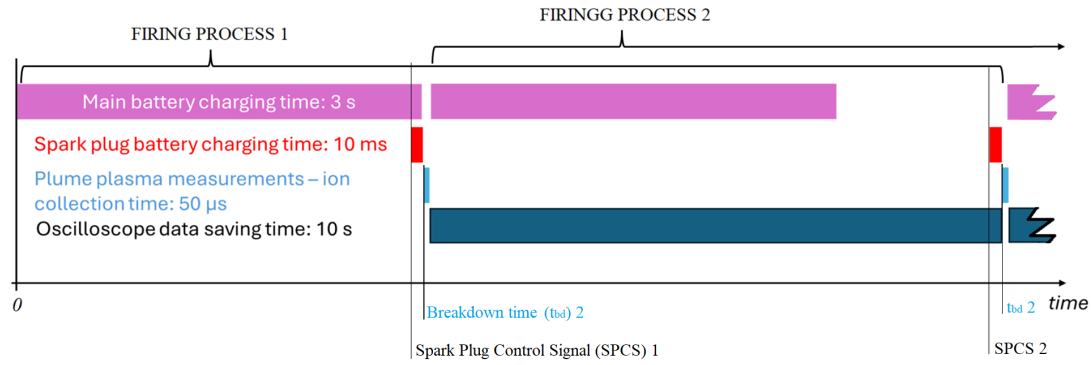 FIRINGG PROCESS 2
FIRING PROCESS 1
Main battery charging time: 3 s
Spark plug battery charging time: 10 ms
Plume plasma measurements – ion
collection time: 50 µs
Oscilloscope data saving time: 10 s
0
time
Breakdown time (tbd) 2
tbd 2
Spark Plug Control Signal (SPCS) 1
SPCS 2